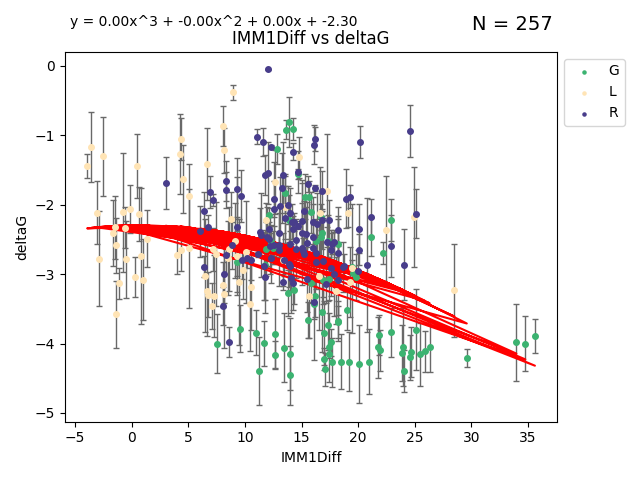 y = 0.00x^3 + -0.00x^2 + 0.00x + -2.30
N = 257
IMM1Diff vs deltaG
G
L
R
deltaG
0
−1
−2
−3
−4
−5
−5 0 5 10 15 20 25 30 35
IMM1Diff